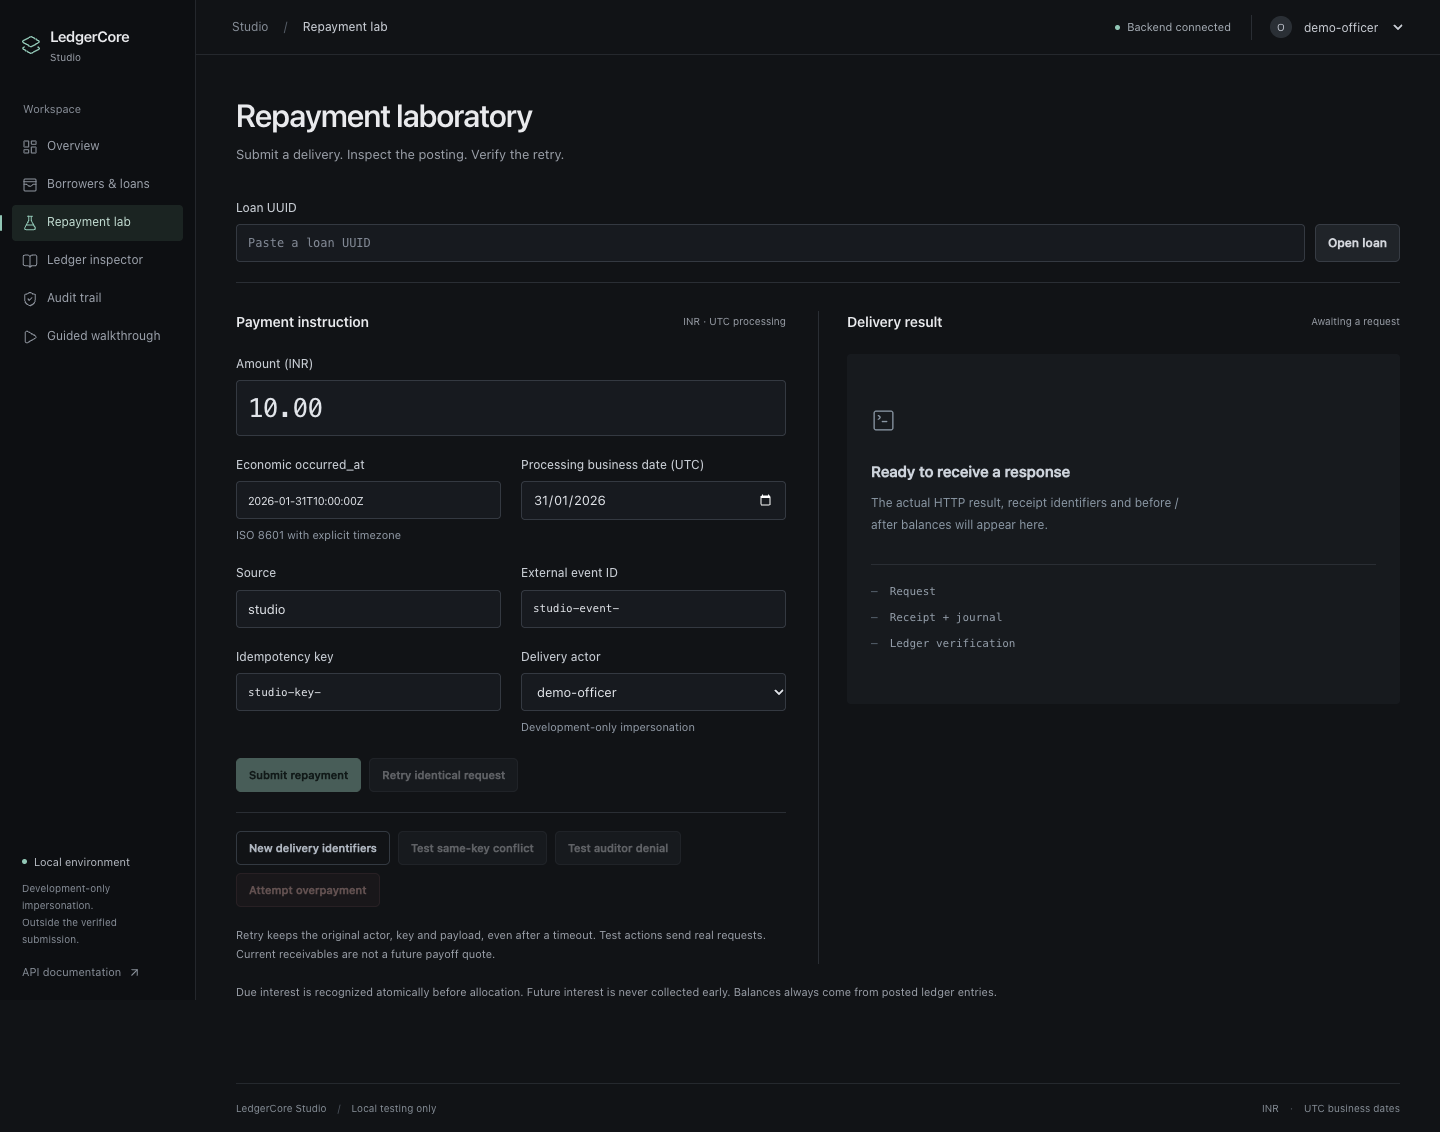 LedgerCore
Studio
Workspace
Overview
Borrowers & loans
Repayment lab
Ledger inspector
Audit trail
Guided walkthrough
Local environment
Development-only
impersonation.
Outside the verified
submission.
API documentation
Studio / Repayment lab
Backend connected
O demo-officer
Repayment laboratory
Submit a delivery. Inspect the posting. Verify the retry.
Loan UUID
Paste a loan UUID
Open loan
Payment instruction
INR · UTC processing
Amount (INR)
10.00
Economic occurred_at
2026-01-31T10:00:00Z
ISO 8601 with explicit timezone
Processing business date (UTC)
31/01/2026
Source
studio
External event ID
studio-event-
Idempotency key
studio-key-
Delivery actor
demo-officer
Development-only impersonation
Submit repayment
Retry identical request
New delivery identifiers
Test same-key conflict
Test auditor denial
Attempt overpayment
Retry keeps the original actor, key and payload, even after a timeout. Test actions send real requests.
Current receivables are not a future payoff quote.
Delivery result
Awaiting a request
Ready to receive a response
The actual HTTP result, receipt identifiers and before /
after balances will appear here.
— Request
— Receipt + journal
— Ledger verification
Due interest is recognized atomically before allocation. Future interest is never collected early. Balances always come from posted ledger entries.
LedgerCore Studio / Local testing only
INR · UTC business dates